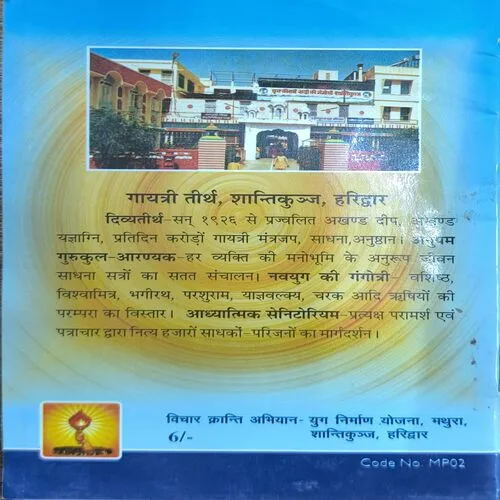 गायत्री तीर्थ, शान्तिकुञ्ज, हरिद्वार
दिव्यतीर्थ-सन् १९२६ से प्रज्वलित अखण्ड दीप, अखण्ड
यज्ञाग्नि, प्रतिदिन करोड़ों गायत्री मंत्रजप, साधना,अनुष्ठान। अनुपम
गुरुकुल-आरण्यक-हर व्यक्ति की मनोभूमि के अनुरूप जीवन
साधना सत्रों का सतत संचालन। नवयुग की गंगोत्री- वशिष्ठ,
विश्वामित्र, भगीरथ, परशुराम, याज्ञवल्क्य, चरक आदि ऋषियों की
परम्परा का विस्तार। आध्यात्मिक सेनिटोरियम-प्रत्यक्ष परामर्श एवं
पत्राचार द्वारा नित्य हजारों साधकों-परिजनों का मार्गदर्शन।
विचार क्रान्ति अभियान- युग निर्माण योजना, मथुरा,
6/- शान्तिकुञ्ज, हरिद्वार
Code No. MP02